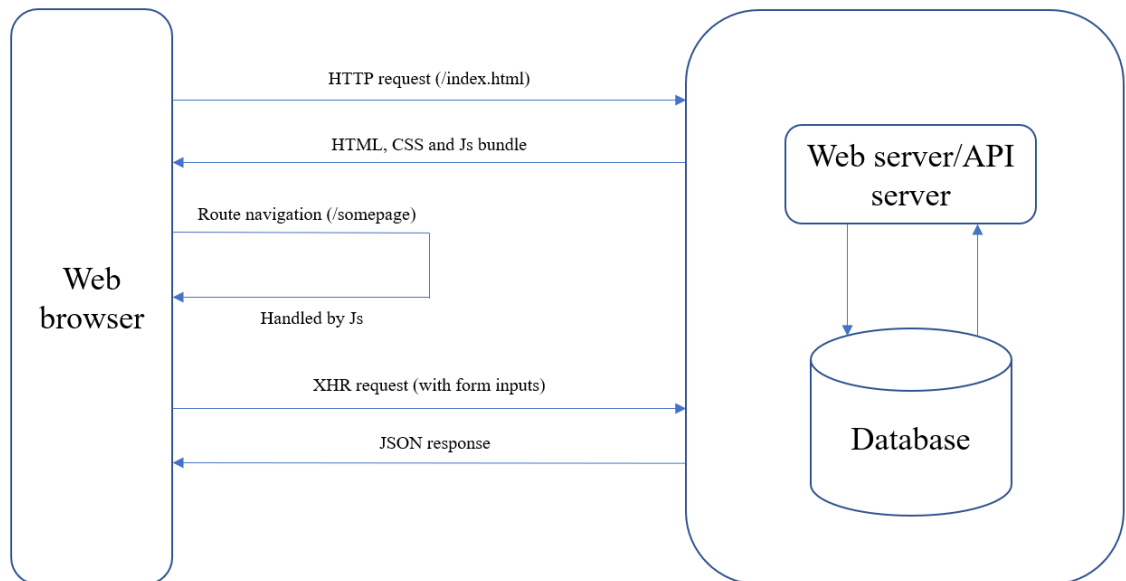 HTTP request (/index.html)
HTML, CSS and Js bundle
Route navigation (/somepage)
Web
browser
Handled by Js
XHR request (with form inputs)
JSON response
Web server/API
server
Database